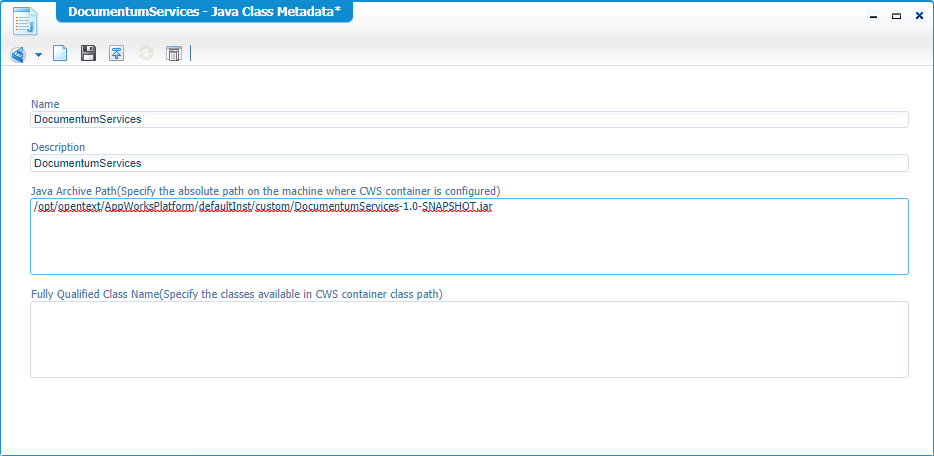 DocumentumServices - Java Class Metadata*
Name
DocumentumServices
Description
DocumentumServices
Java Archive Path(Specify the absolute path on the machine where CWS container is configured)
/opt/opentext/AppWorksPlatform/defaultInst/custom/DocumentumServices-1.0-SNAPSHOT.jar
Fully Qualified Class Name(Specify the classes available in CWS container class path)